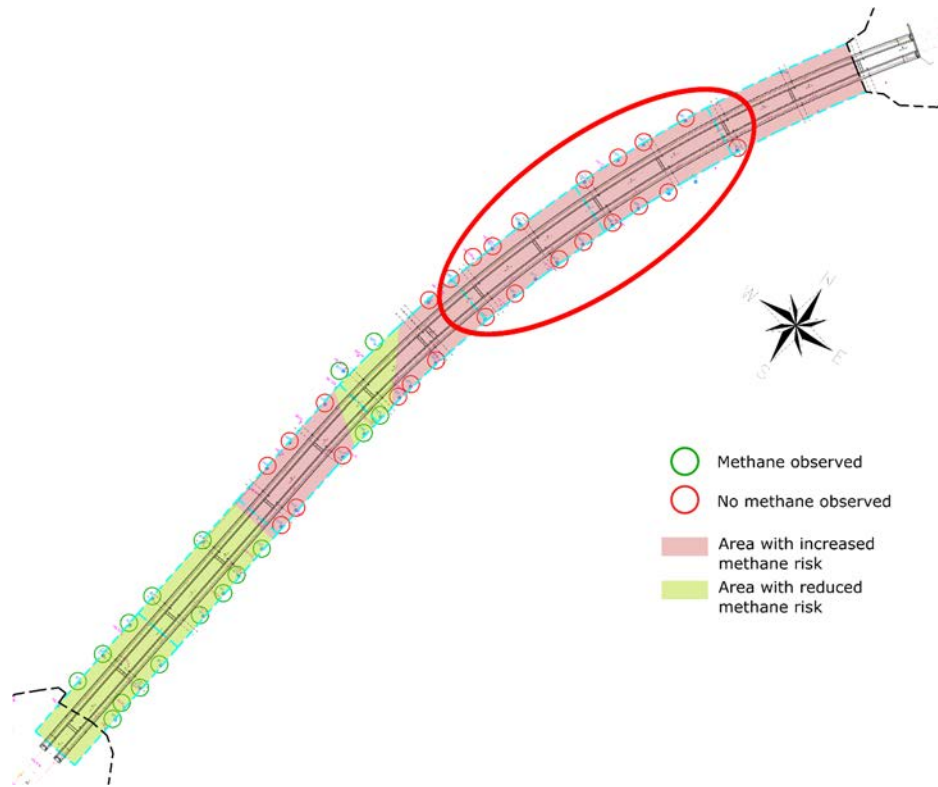 N
W
E
S
Methane observed
No methane observed
Area with increased
methane risk
Area with reduced
methane risk